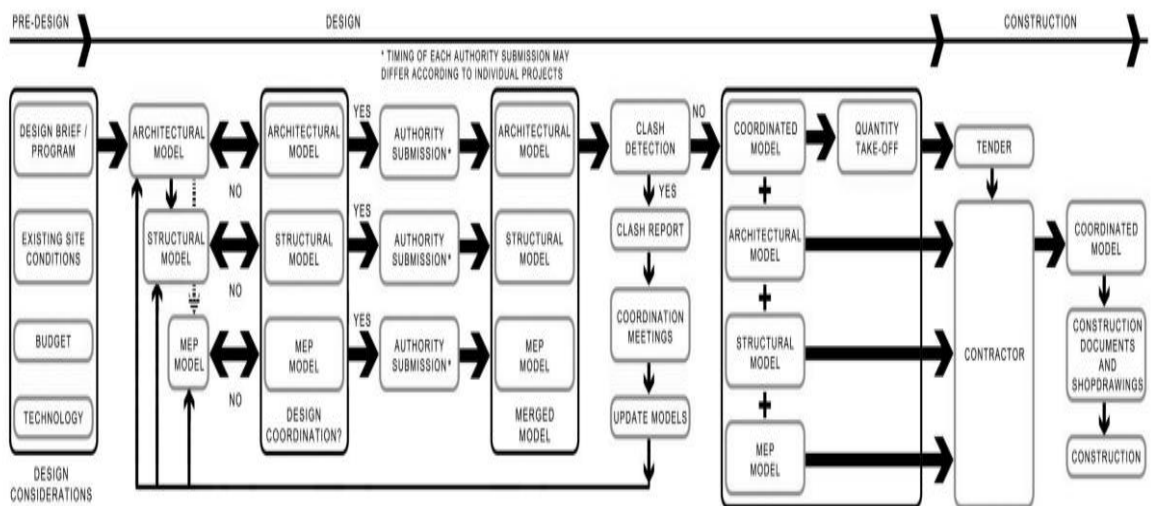 PRE-DESIGN
DESIGN
CONSTRUCTION
* TIMING OF EACH AUTHORITY SUBMISSION MAY
DIFFER ACCORDING TO INDIVIDUAL PROJECTS
DESIGN BRIEF /
PROGRAM
EXISTING SITE
CONDITIONS
BUDGET
TECHNOLOGY
DESIGN
CONSIDERATIONS
ARCHITECTURAL
MODEL
STRUCTURAL
MODEL
MEP
MODEL
NO
NO
NO
ARCHITECTURAL
MODEL
STRUCTURAL
MODEL
MEP
MODEL
DESIGN
COORDINATION?
YES
YES
YES
AUTHORITY
SUBMISSION*
AUTHORITY
SUBMISSION*
AUTHORITY
SUBMISSION*
ARCHITECTURAL
MODEL
STRUCTURAL
MODEL
MEP
MODEL
MERGED
MODEL
CLASH
DETECTION
NO
YES
CLASH REPORT
COORDINATION
MEETINGS
UPDATE MODELS
COORDINATED
MODEL
+
ARCHITECTURAL
MODEL
+
STRUCTURAL
MODEL
+
MEP
MODEL
QUANTITY
TAKE-OFF
TENDER
CONTRACTOR
COORDINATED
MODEL
CONSTRUCTION
DOCUMENTS
AND
SHOPDRAWINGS
CONSTRUCTION